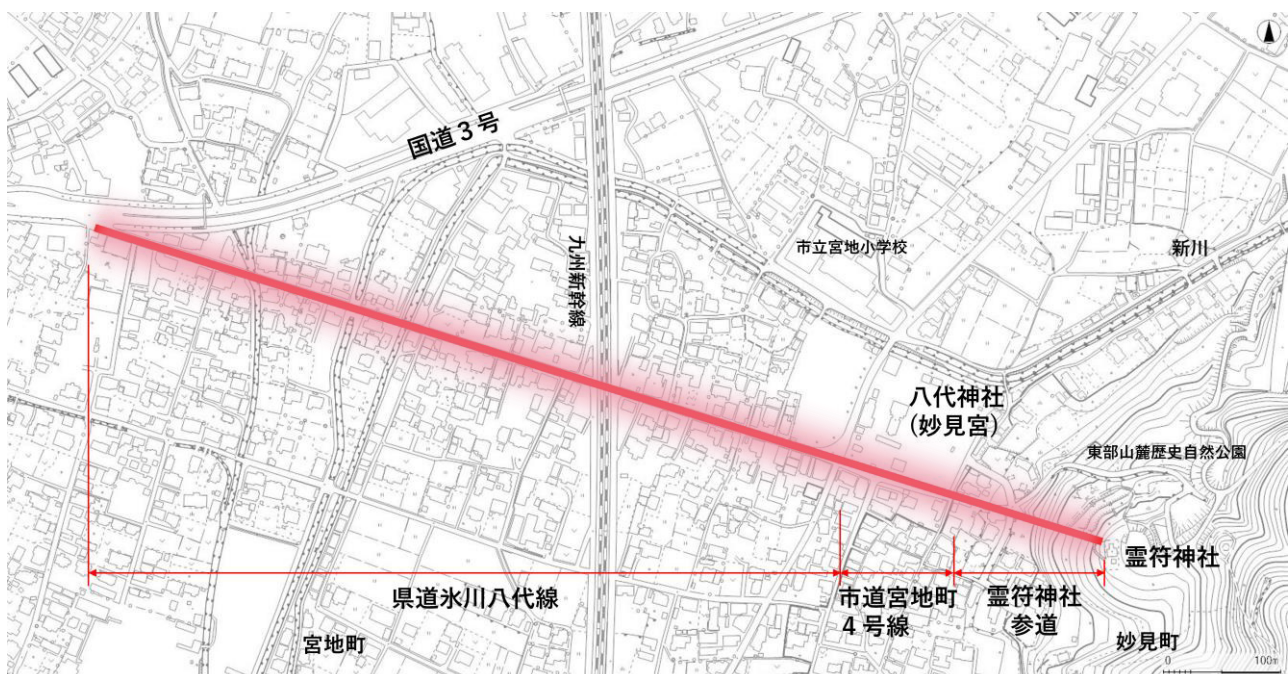 国道3号
九州新幹線
市立宮地小学校
新川
八代神社
(妙見宮)
東部山麓歴史自然公園
霊符神社
県道氷川八代線
市道宮地町
4号線
霊符神社
参道
宮地町
妙見町
0 100m